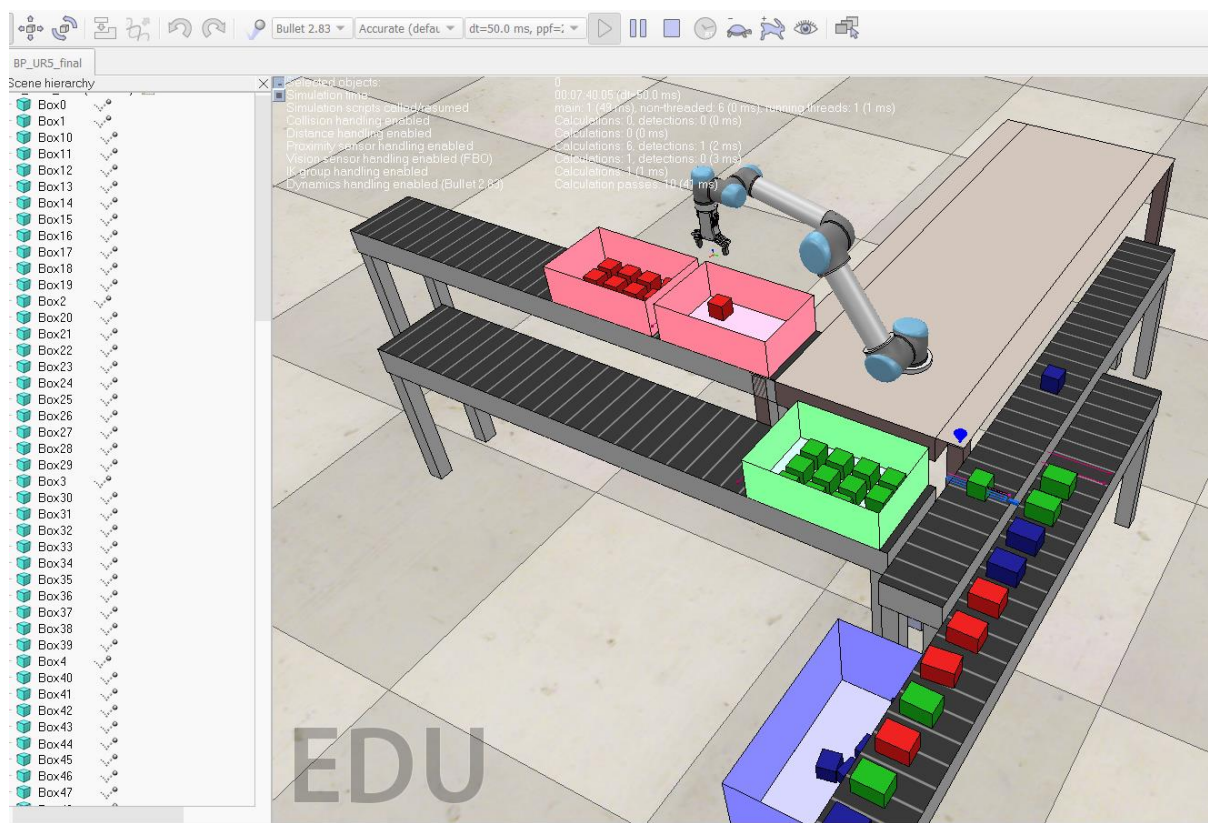 Bullet 2.83 Accurate (defau dt=50.0 ms, ppf=
BP_UR5_final
Scene hierarchy
Selected objects: 0
Simulation time 00:07:40.05 (dt=50.0 ms)
Simulation scripts called/resumed main: 1 (49 ms), non-threaded: 6 (0 ms), running threads: 1 (1 ms)
Collision handling enabled Calculations: 0, detections: 0 (0 ms)
Distance handling enabled Calculations: 0 (0 ms)
Proximity sensor handling enabled Calculations: 6, detections: 1 (2 ms)
Vision sensor handling enabled (FBO) Calculations: 1, detections: 0 (3 ms)
IK group handling enabled Calculations: 1 (1 ms)
Dynamics handling enabled (Bullet 2.83) Calculation passes: 10 (47 ms)
Box0
Box1
Box10
Box11
Box12
Box13
Box14
Box15
Box16
Box17
Box18
Box19
Box2
Box20
Box21
Box22
Box23
Box24
Box25
Box26
Box27
Box28
Box29
Box3
Box30
Box31
Box32
Box33
Box34
Box35
Box36
Box37
Box38
Box39
Box4
Box40
Box41
Box42
Box43
Box44
Box45
Box46
Box47
EDU